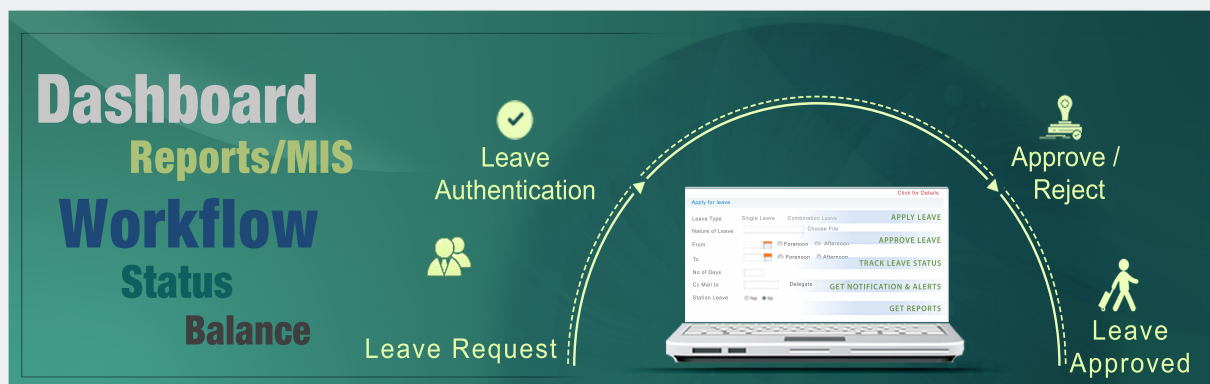 Dashboard
Reports/MIS
Workflow
Status
Balance
Leave
Authentication
Leave Request
Approve /
Reject
Leave
Approved
Click for Details
Apply for leave
Leave Type Single Leave Combination Leave
Nature of Leave Choose File
From Forenoon Afternoon
To Forenoon Afternoon
No of Days
Cc Mail to Delegate
Station Leave Yes No
APPLY LEAVE
APPROVE LEAVE
TRACK LEAVE STATUS
GET NOTIFICATION & ALERTS
GET REPORTS